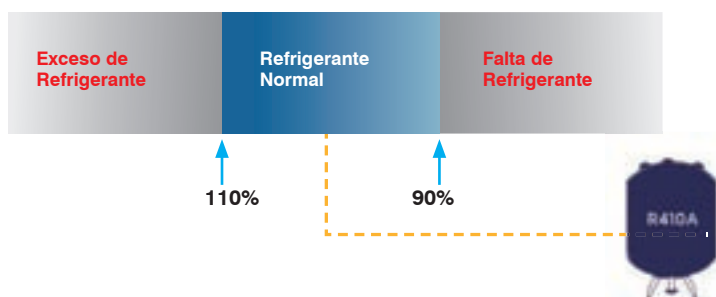 Exceso de
Refrigerante
Refrigerante
Normal
Falta de
Refrigerante
110%
90%
R410A